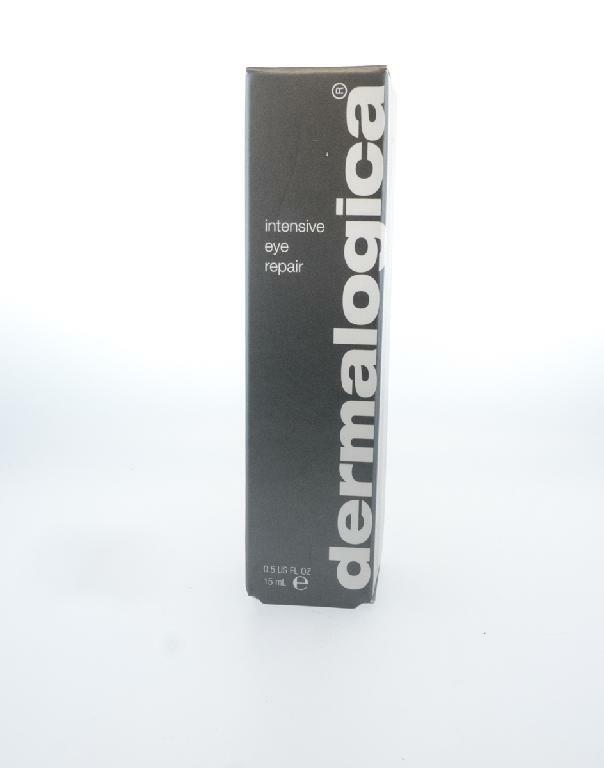 intensive
eye
repair
dermalogica®
0.5 US FL OZ
15 mL ℮